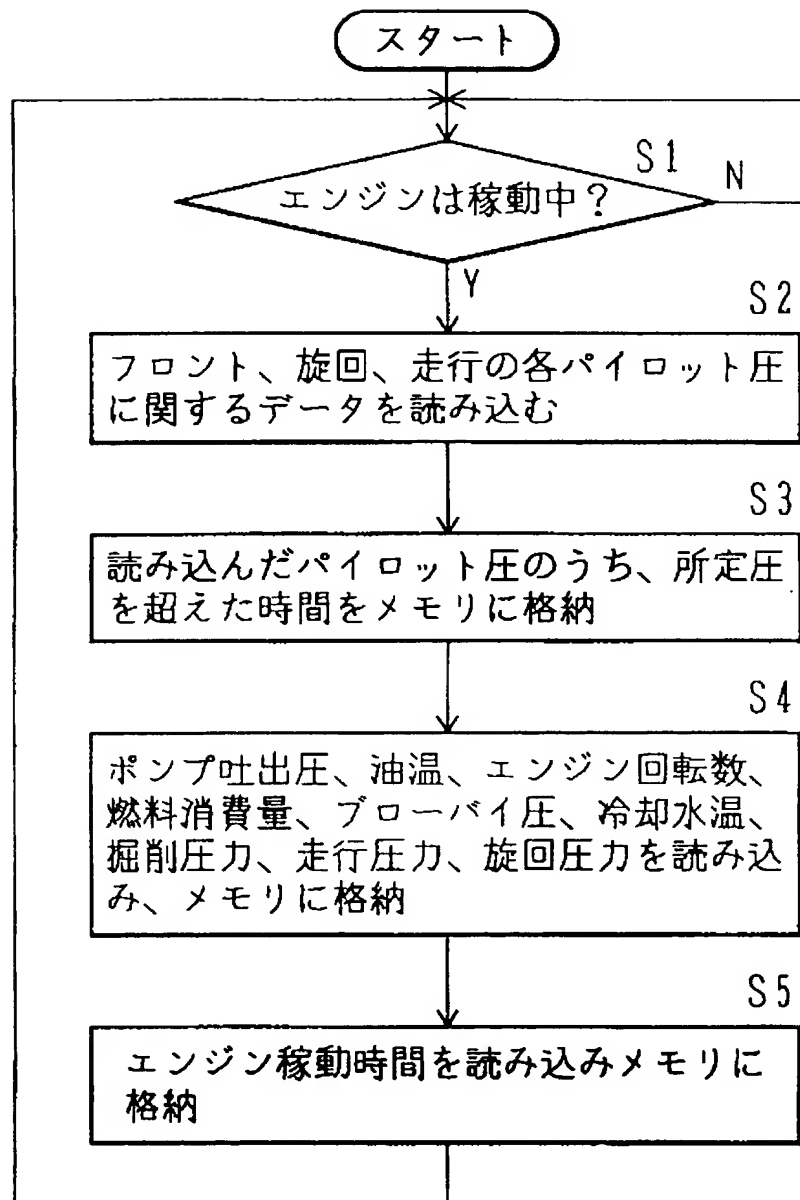 スタート
S1
エンジンは稼動中？
N
Y
S2
フロント、旋回、走行の各パイロット圧
に関するデータを読み込む
S3
読み込んだパイロット圧のうち、所定圧
を超えた時間をメモリに格納
S4
ポンプ吐出圧、油温、エンジン回転数、
燃料消費量、ブローバイ圧、冷却水温、
掘削圧力、走行圧力、旋回圧力を読み込
み、メモリに格納
S5
エンジン稼動時間を読み込みメモリに
格納